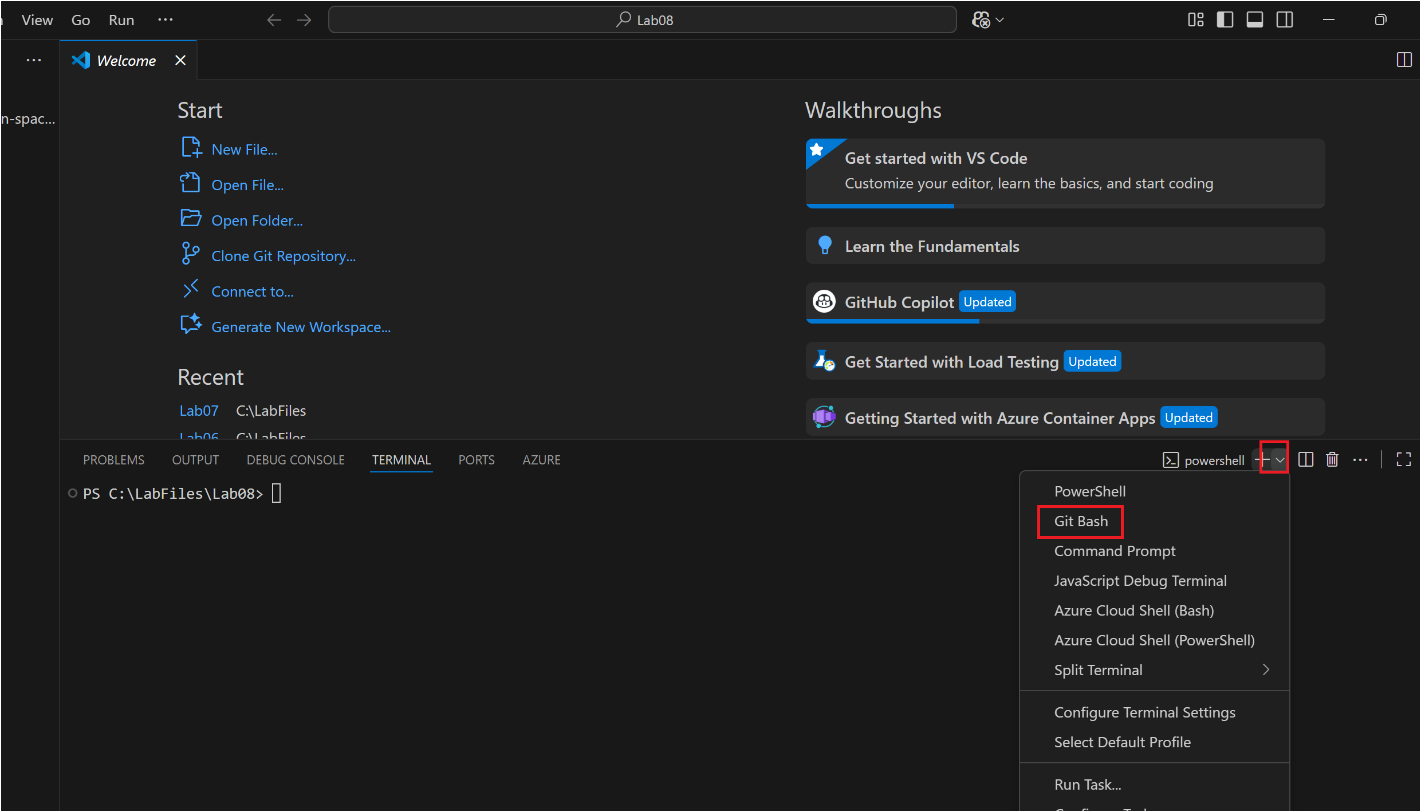 View Go Run ··· Lab08
Welcome
n-spac...
Start
New File...
Open File...
Open Folder...
Clone Git Repository...
Connect to...
Generate New Workspace...
Recent
Lab07 C:\LabFiles
Lab06 C:\LabFiles
Walkthroughs
Get started with VS Code
Customize your editor, learn the basics, and start coding
Learn the Fundamentals
GitHub Copilot Updated
Get Started with Load Testing Updated
Getting Started with Azure Container Apps Updated
PROBLEMS OUTPUT DEBUG CONSOLE TERMINAL PORTS AZURE powershell
PS C:\LabFiles\Lab08>
PowerShell
Git Bash
Command Prompt
JavaScript Debug Terminal
Azure Cloud Shell (Bash)
Azure Cloud Shell (PowerShell)
Split Terminal
Configure Terminal Settings
Select Default Profile
Run Task...